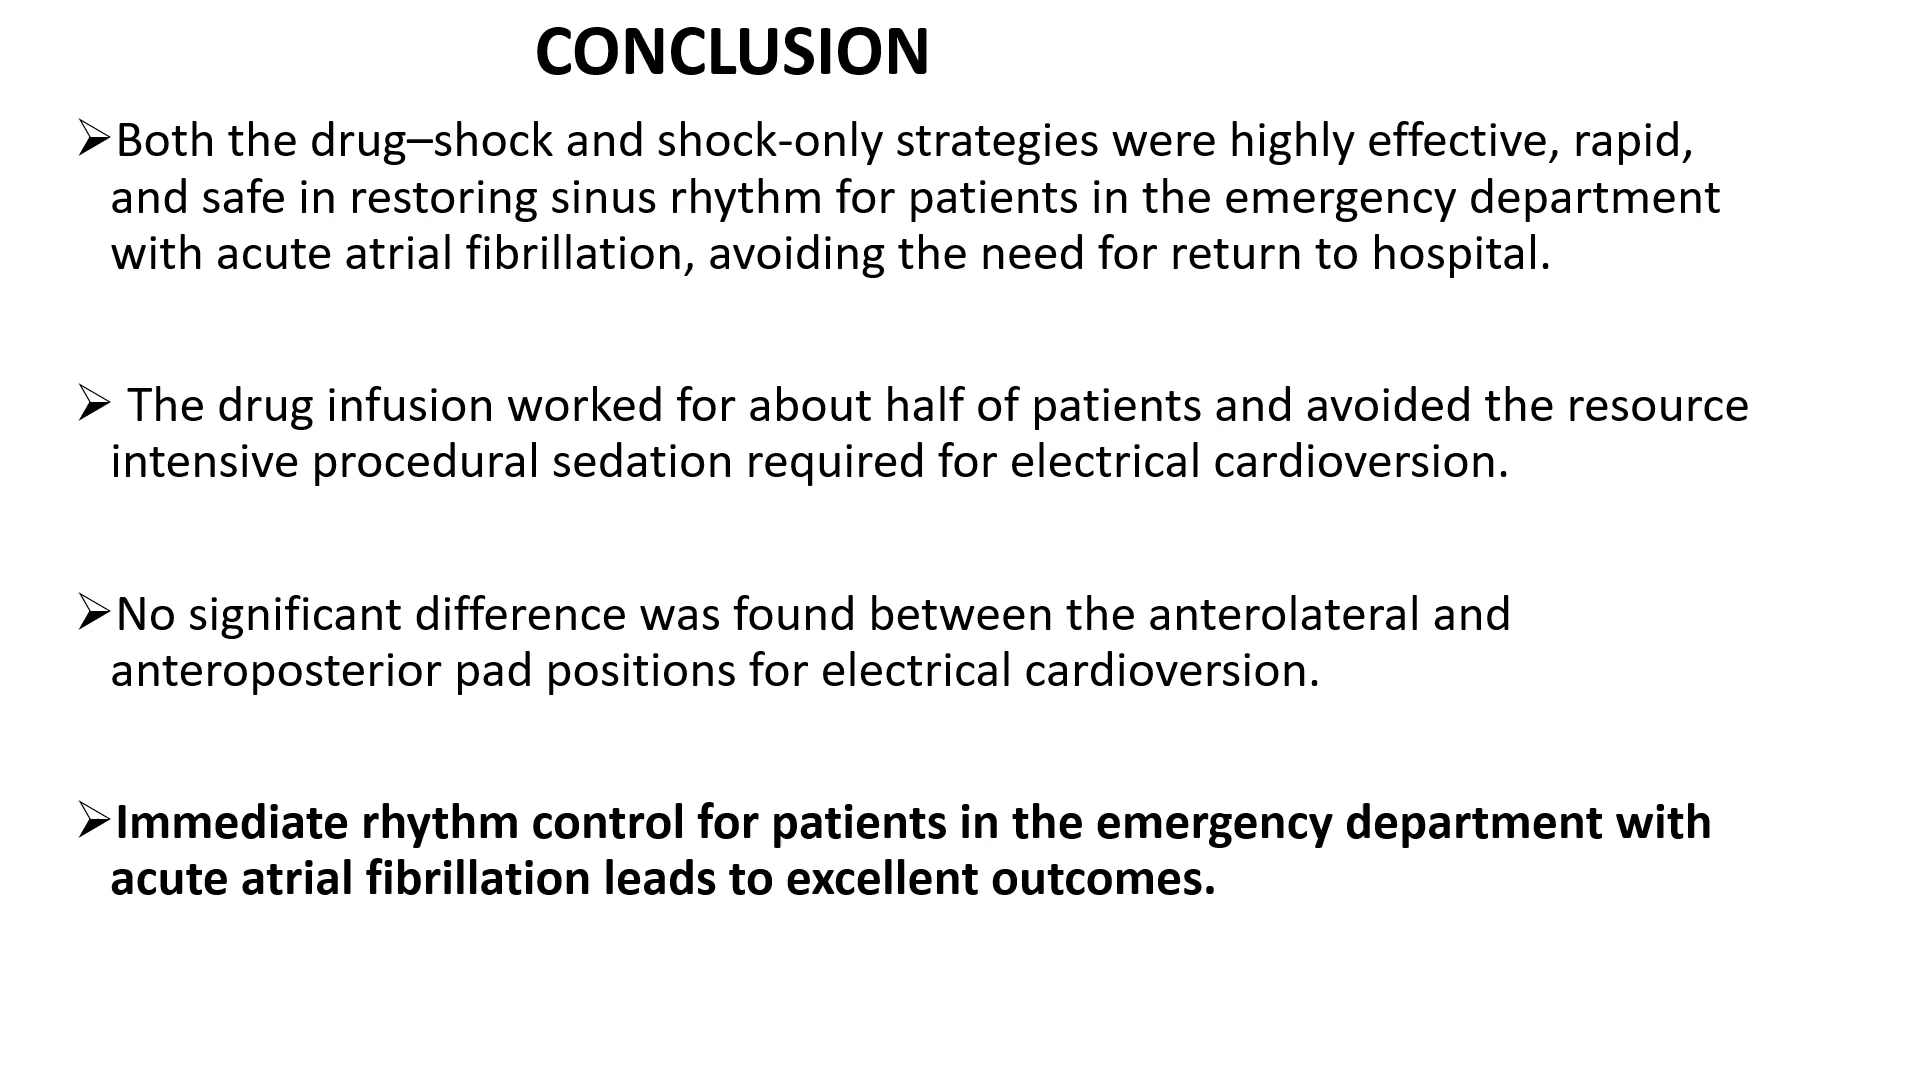 CONCLUSION
➢Both the drug–shock and shock-only strategies were highly effective, rapid,
and safe in restoring sinus rhythm for patients in the emergency department
with acute atrial fibrillation, avoiding the need for return to hospital.
➢ The drug infusion worked for about half of patients and avoided the resource
intensive procedural sedation required for electrical cardioversion.
➢No significant difference was found between the anterolateral and
anteroposterior pad positions for electrical cardioversion.
➢Immediate rhythm control for patients in the emergency department with
acute atrial fibrillation leads to excellent outcomes.